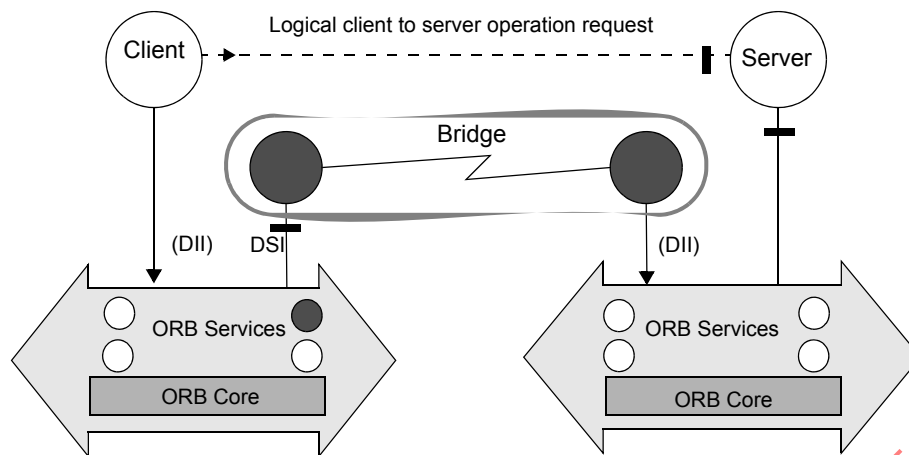 Logical client to server operation request
Client
Server
Bridge
(DII)
DSI
(DII)
ORB Services
ORB Services
ORB Core
ORB Core